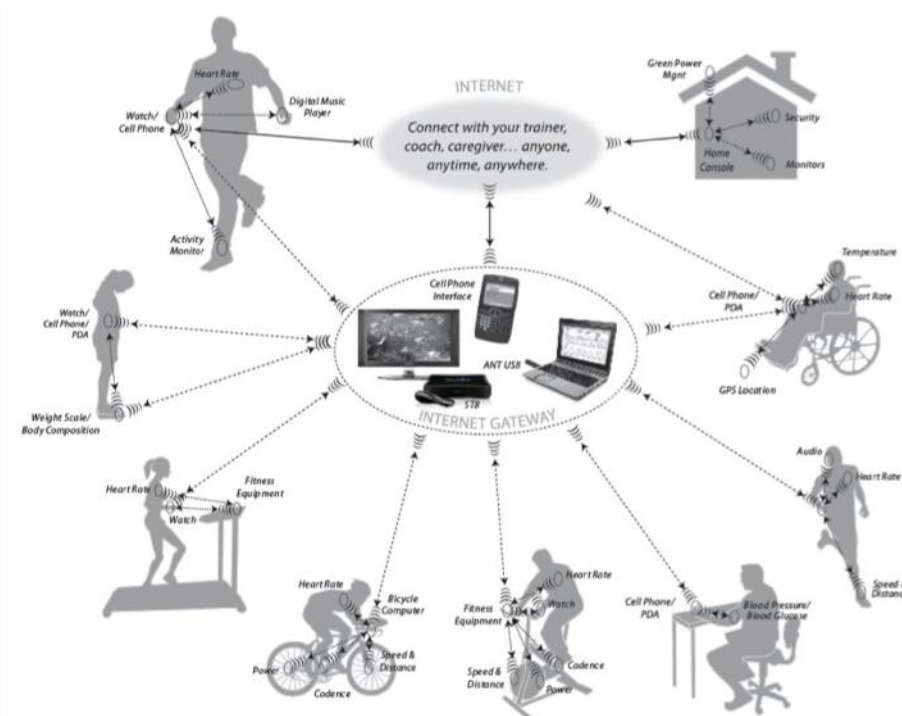 INTERNET
Connect with your trainer,
coach, caregiver... anyone,
anytime, anywhere.
Heart Rate
Watch/
Cell Phone
Digital Music
Player
Activity
Monitor
Green Power
Mgnt
Security
Home
Console
Monitors
Watch/
Cell Phone/
PDA
Weight Scale/
Body Composition
Cell Phone
Interface
ANT USB
STB
INTERNET GATEWAY
Temperature
Cell Phone/
PDA
Heart Rate
GPS Location
Heart Rate
Fitness
Equipment
Watch
Audio
Heart Rate
Speed &
Distance
Heart Rate
Bicycle
Computer
Power
Speed &
Distance
Cadence
Heart Rate
Fitness
Equipment
Watch
Speed &
Distance
Cadence
Power
Cell Phone/
PDA
Blood Pressure/
Blood Glucose